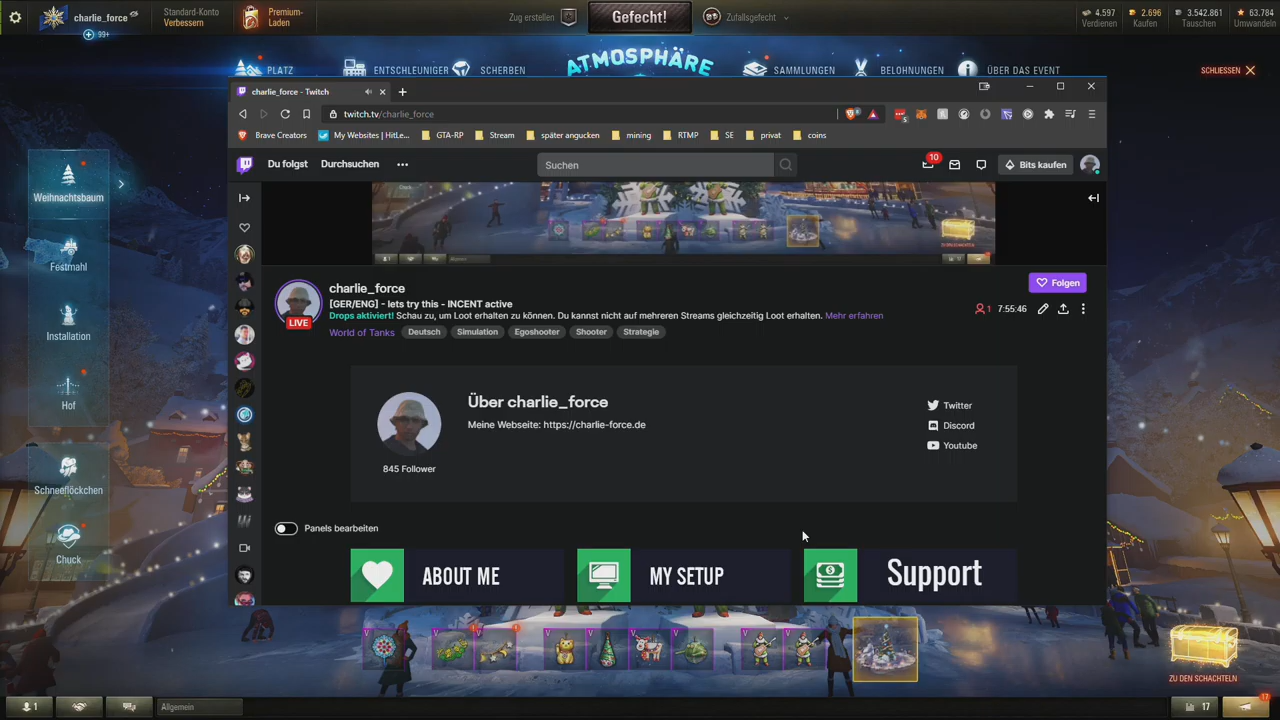 charlie_force
99+
Standard-Konto
Verbessern
Premium-
Laden
Zug erstellen
Gefecht!
Zufallsgefecht
4.597
Verdienen
2.696
Kaufen
3.542.861
Tauschen
63.784
Umwandeln
PLATZ
ENTSCHLEUNIGER
SCHERBEN
ATMOSPHÄRE
SAMMLUNGEN
BELOHNUNGEN
ÜBER DAS EVENT
SCHLIESSEN
charlie_force - Twitch
twitch.tv/charlie_force
Brave Creators
My Websites | HitLe...
GTA-RP
Stream
später angucken
mining
RTMP
SE
privat
coins
Du folgst
Durchsuchen
Suchen
10
Bits kaufen
Weihnachtsbaum
Festmahl
Installation
Hof
Schneeflöckchen
Chuck
charlie_force
[GER/ENG] - lets try this - INCENT active
Drops aktiviert! Schau zu, um Loot erhalten zu können. Du kannst nicht auf mehreren Streams gleichzeitig Loot erhalten. Mehr erfahren
World of Tanks
Deutsch
Simulation
Egoshooter
Shooter
Strategie
LIVE
Folgen
1
7:55:46
Über charlie_force
Meine Webseite: https://charlie-force.de
845 Follower
Twitter
Discord
Youtube
Panels bearbeiten
ABOUT ME
MY SETUP
Support
ZU DEN SCHACHTELN
1
Allgemein
17
17